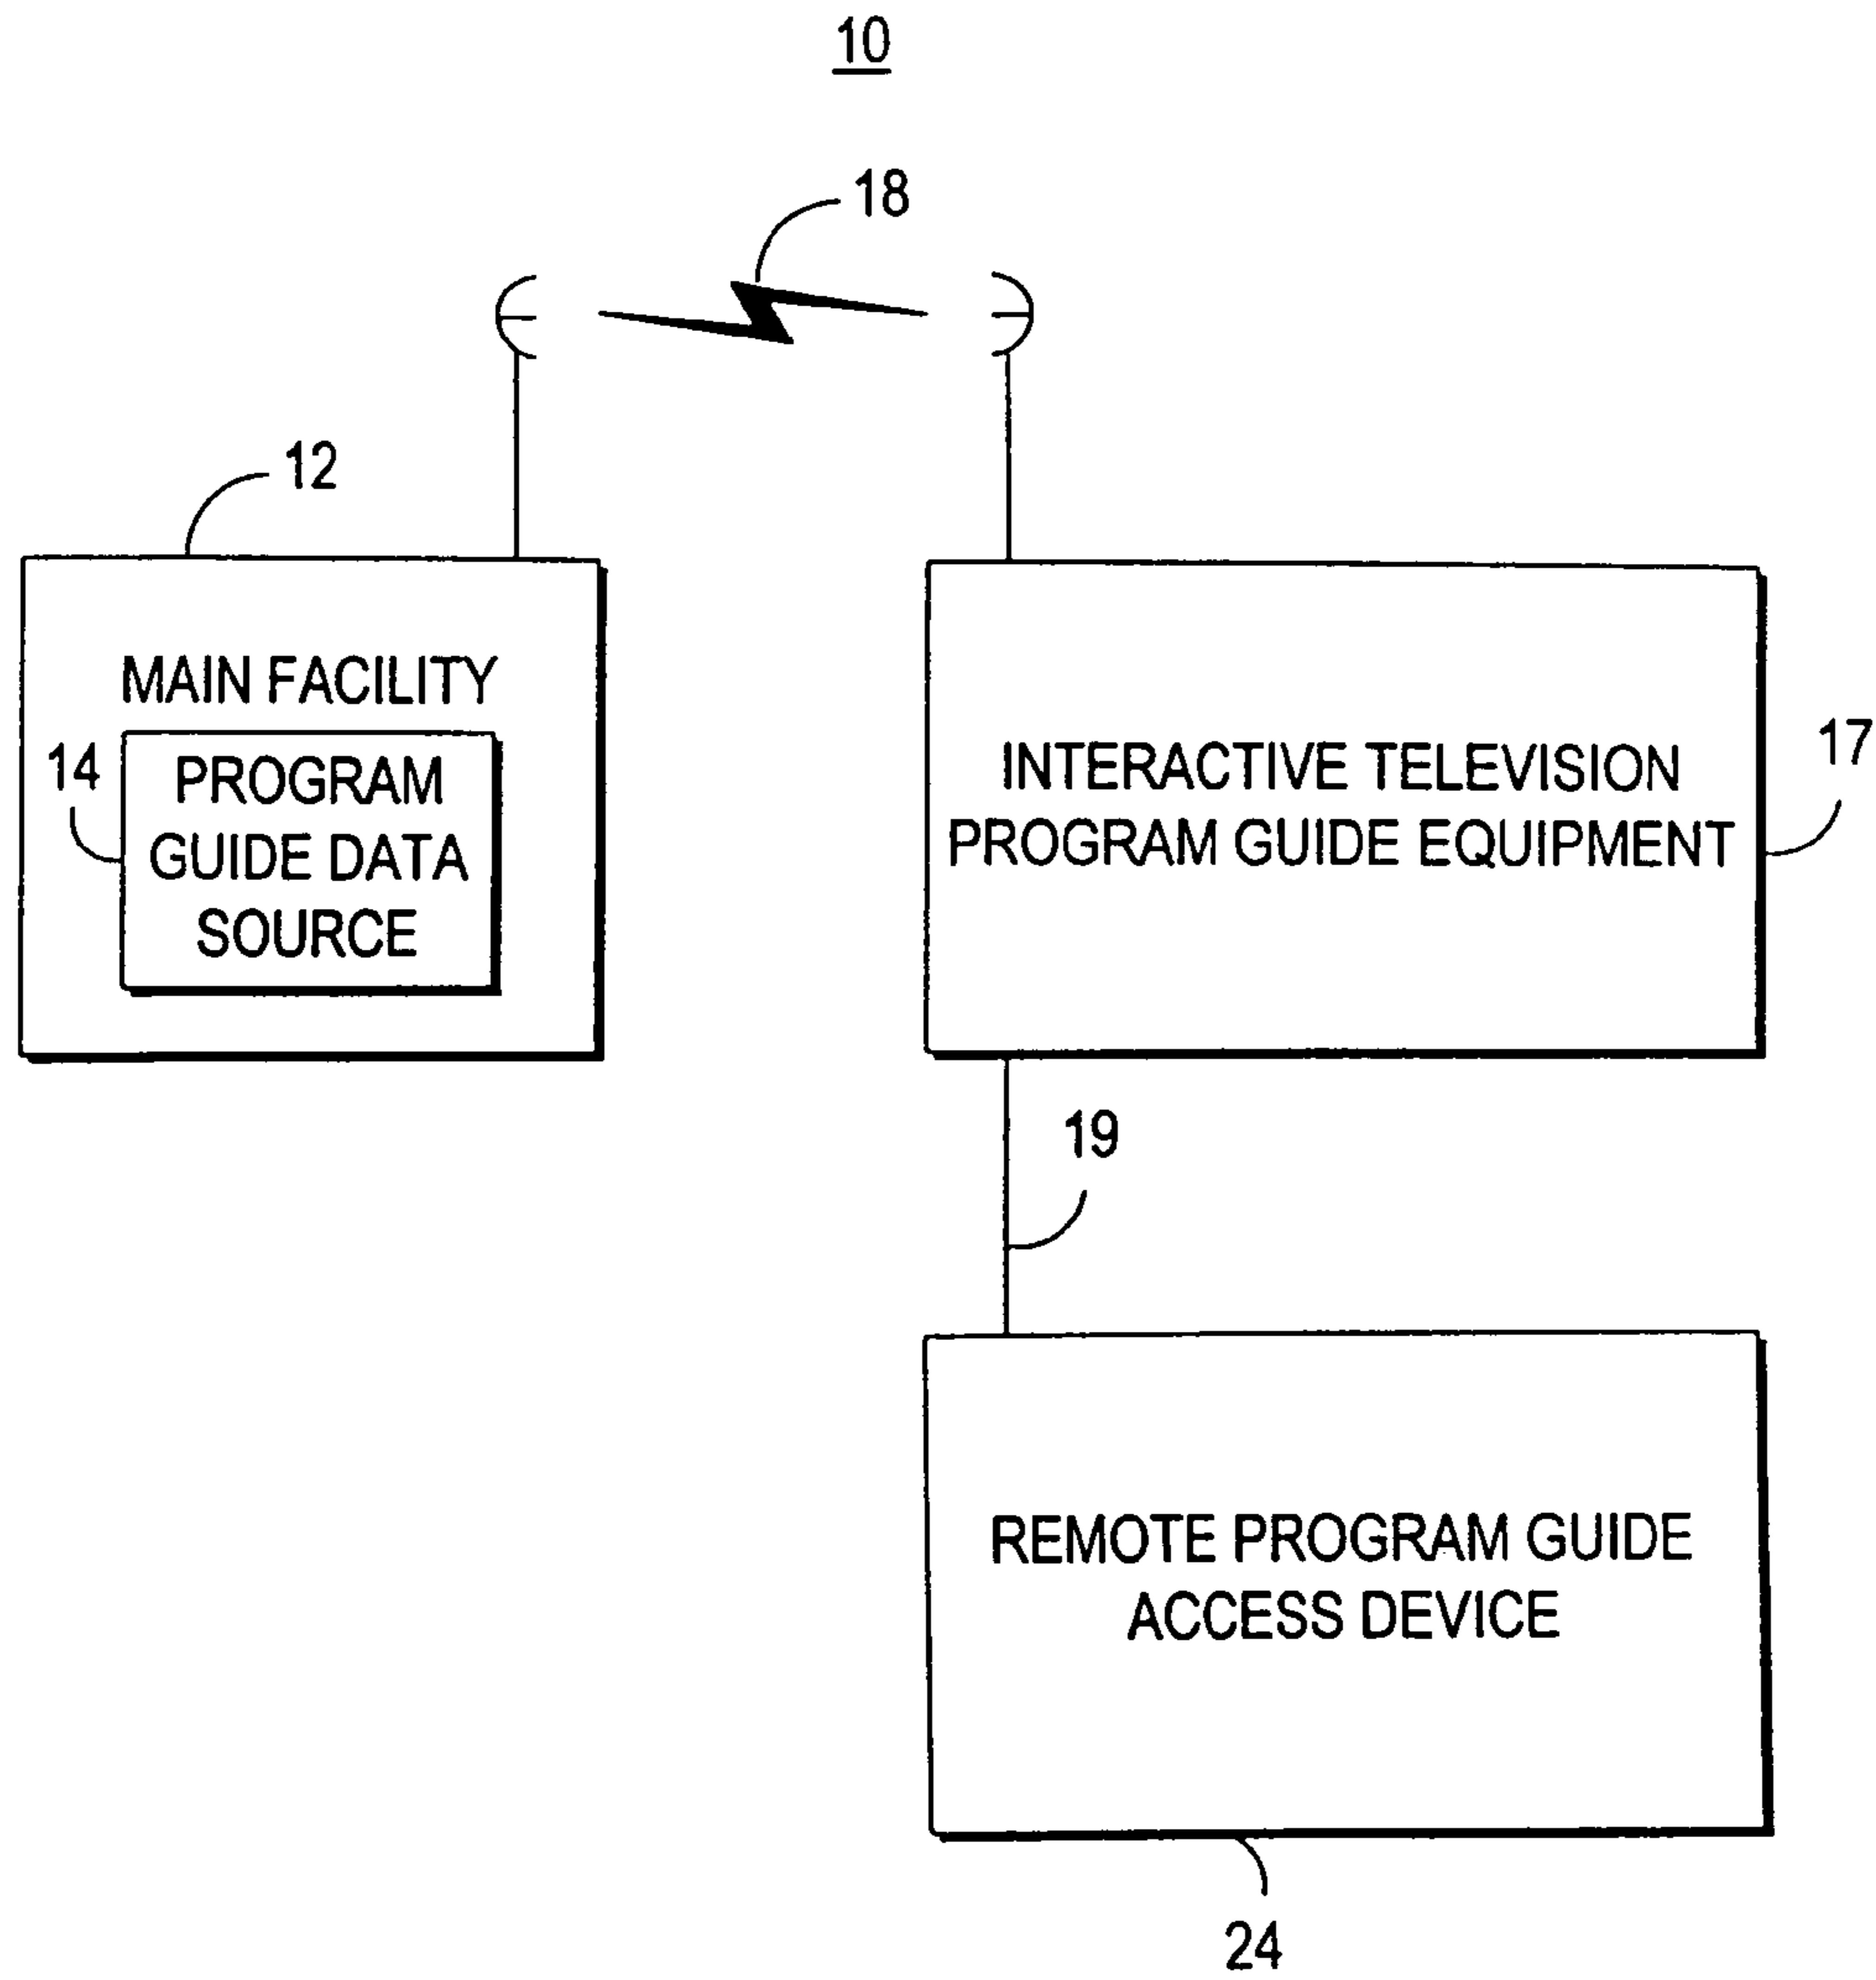 10
18
12
MAIN FACILITY
14
PROGRAM
GUIDE DATA
SOURCE
INTERACTIVE TELEVISION
PROGRAM GUIDE EQUIPMENT
17
19
REMOTE PROGRAM GUIDE
ACCESS DEVICE
24